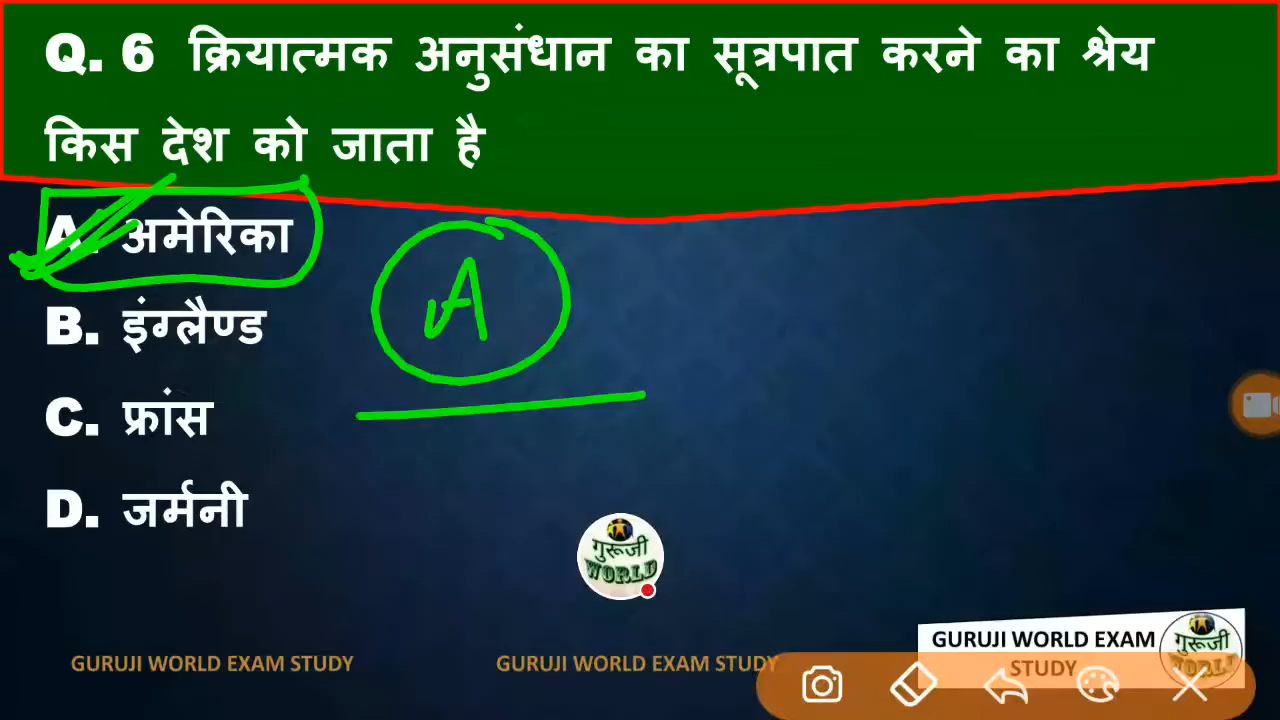 Q. 6 क्रियात्मक अनुसंधान का सूत्रपात करने का श्रेय
किस देश को जाता है
A. अमेरिका
A
B. इंग्लैण्ड
C. फ्रांस
D. जर्मनी
गुरूजी
WORLD
GURUJI WORLD EXAM STUDY
GURUJI WORLD EXAM STUDY
GURUJI WORLD EXAM
STUDY
गुरूजी
WORLD